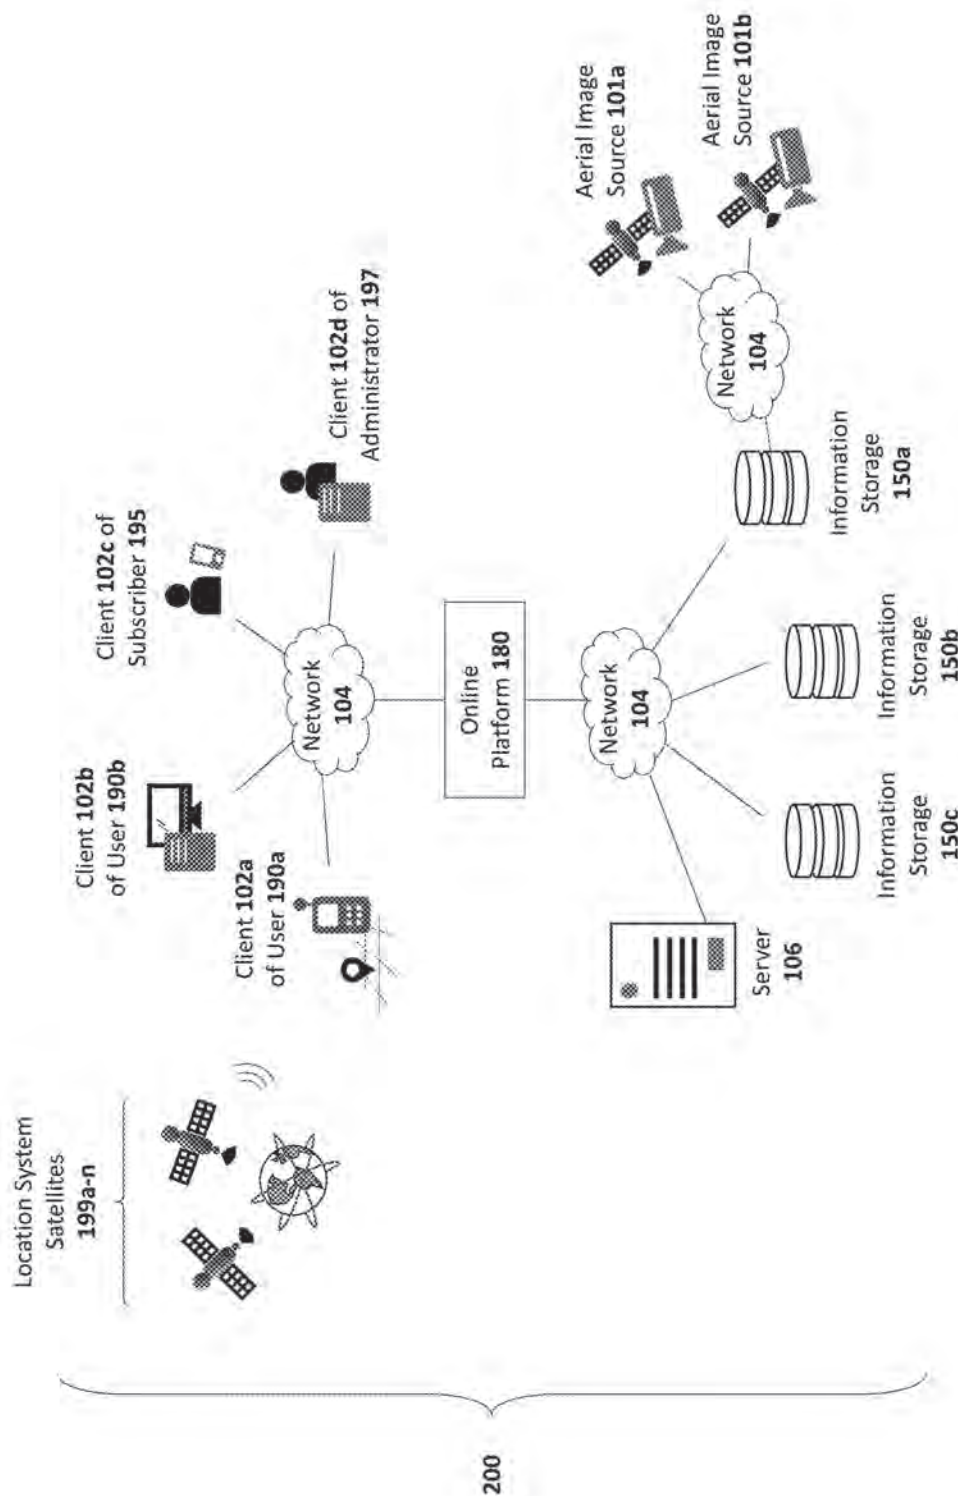 200
Location System
Satellites
199a-n
Client 102b
of User 190b
Client 102a
of User 190a
Client 102c of
Subscriber 195
Client 102d of
Administrator 197
Network
104
Online
Platform 180
Network
104
Server
106
Information
Storage
150c
Information
Storage
150b
Information
Storage
150a
Network
104
Aerial Image
Source 101a
Aerial Image
Source 101b